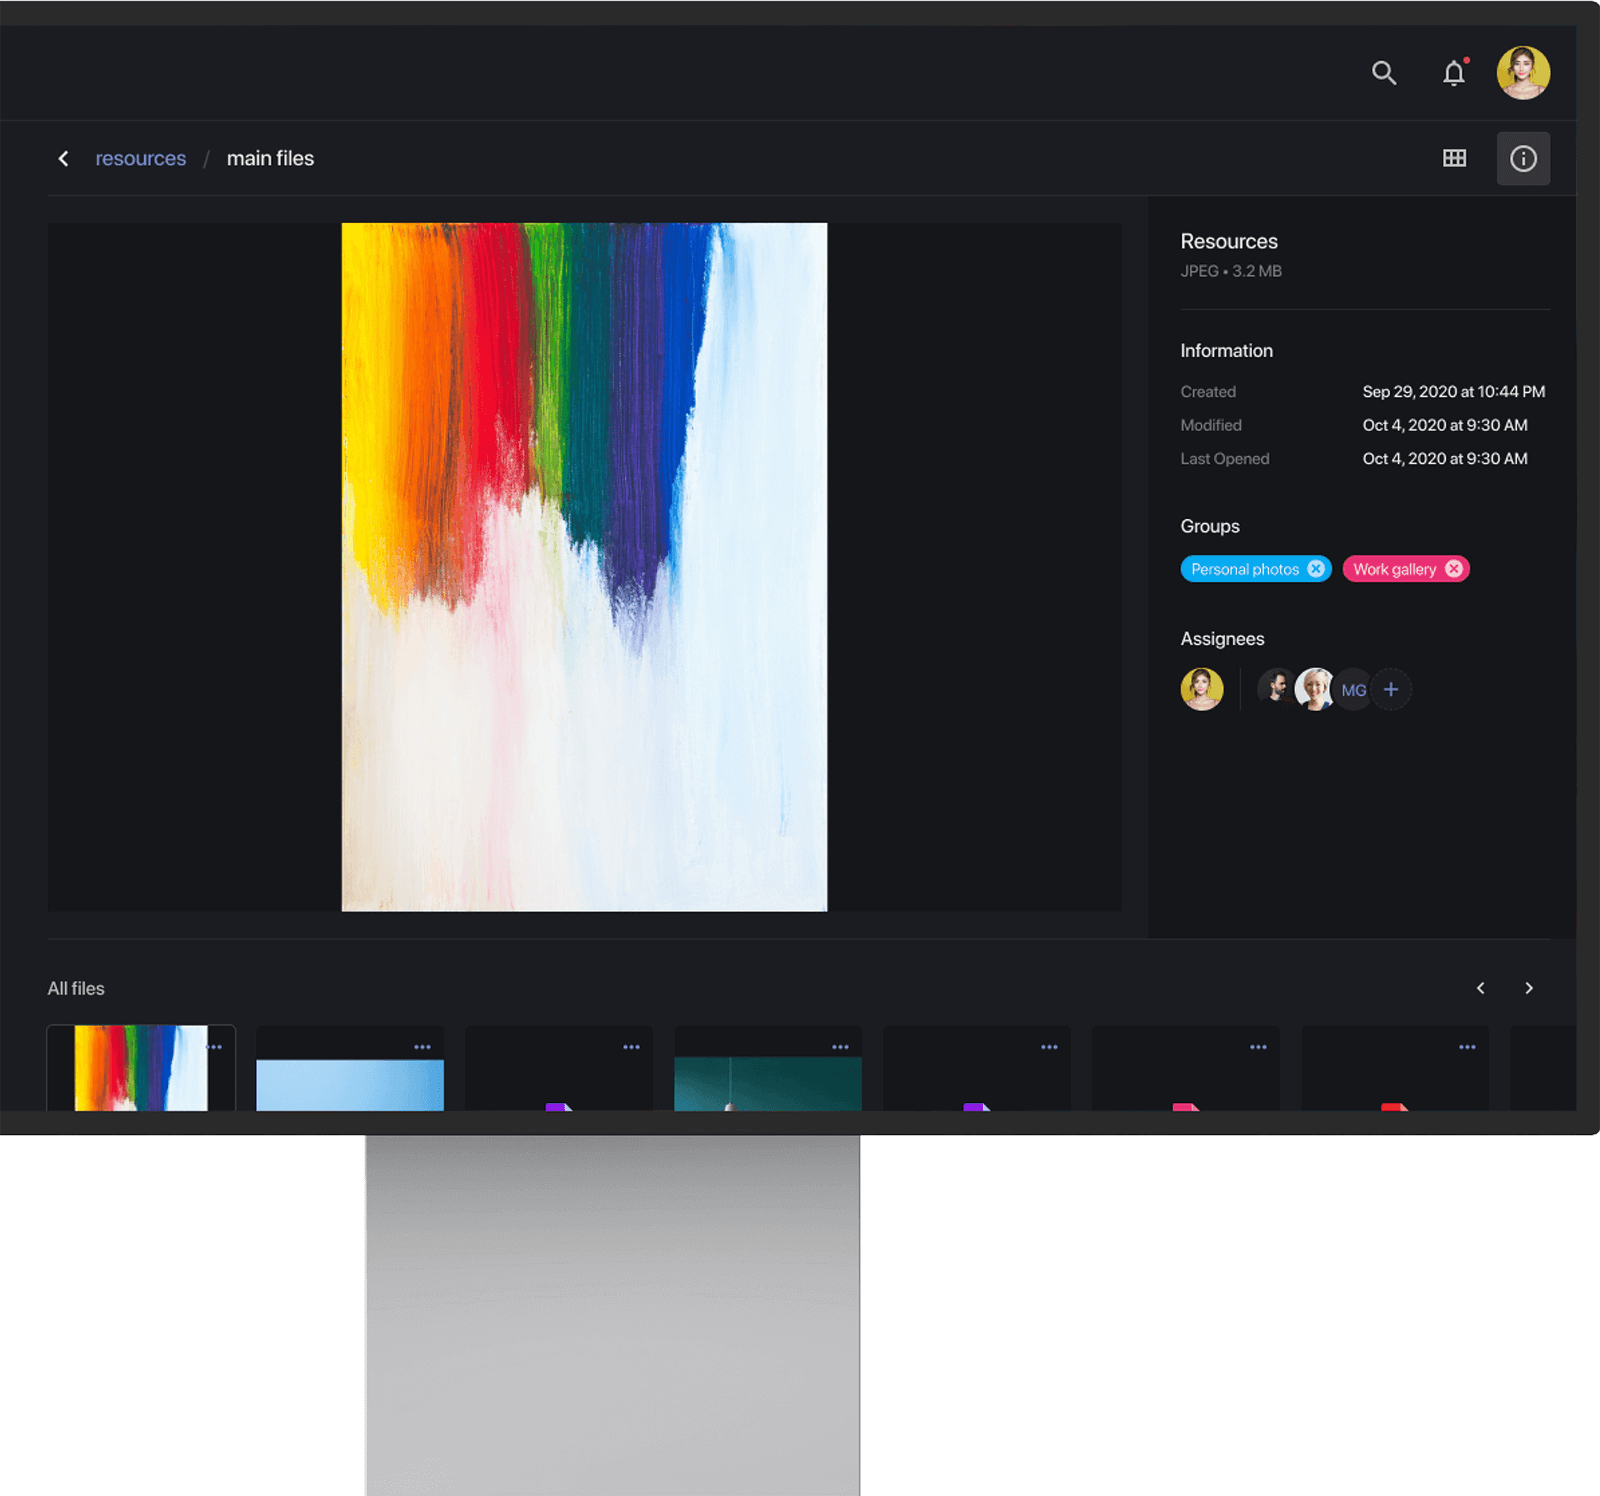 resources / main files
Resources
JPEG • 3.2 MB
Information
Created Sep 29, 2020 at 10:44 PM
Modified Oct 4, 2020 at 9:30 AM
Last Opened Oct 4, 2020 at 9:30 AM
Groups
Personal photos Work gallery
Assignees
MG
All files